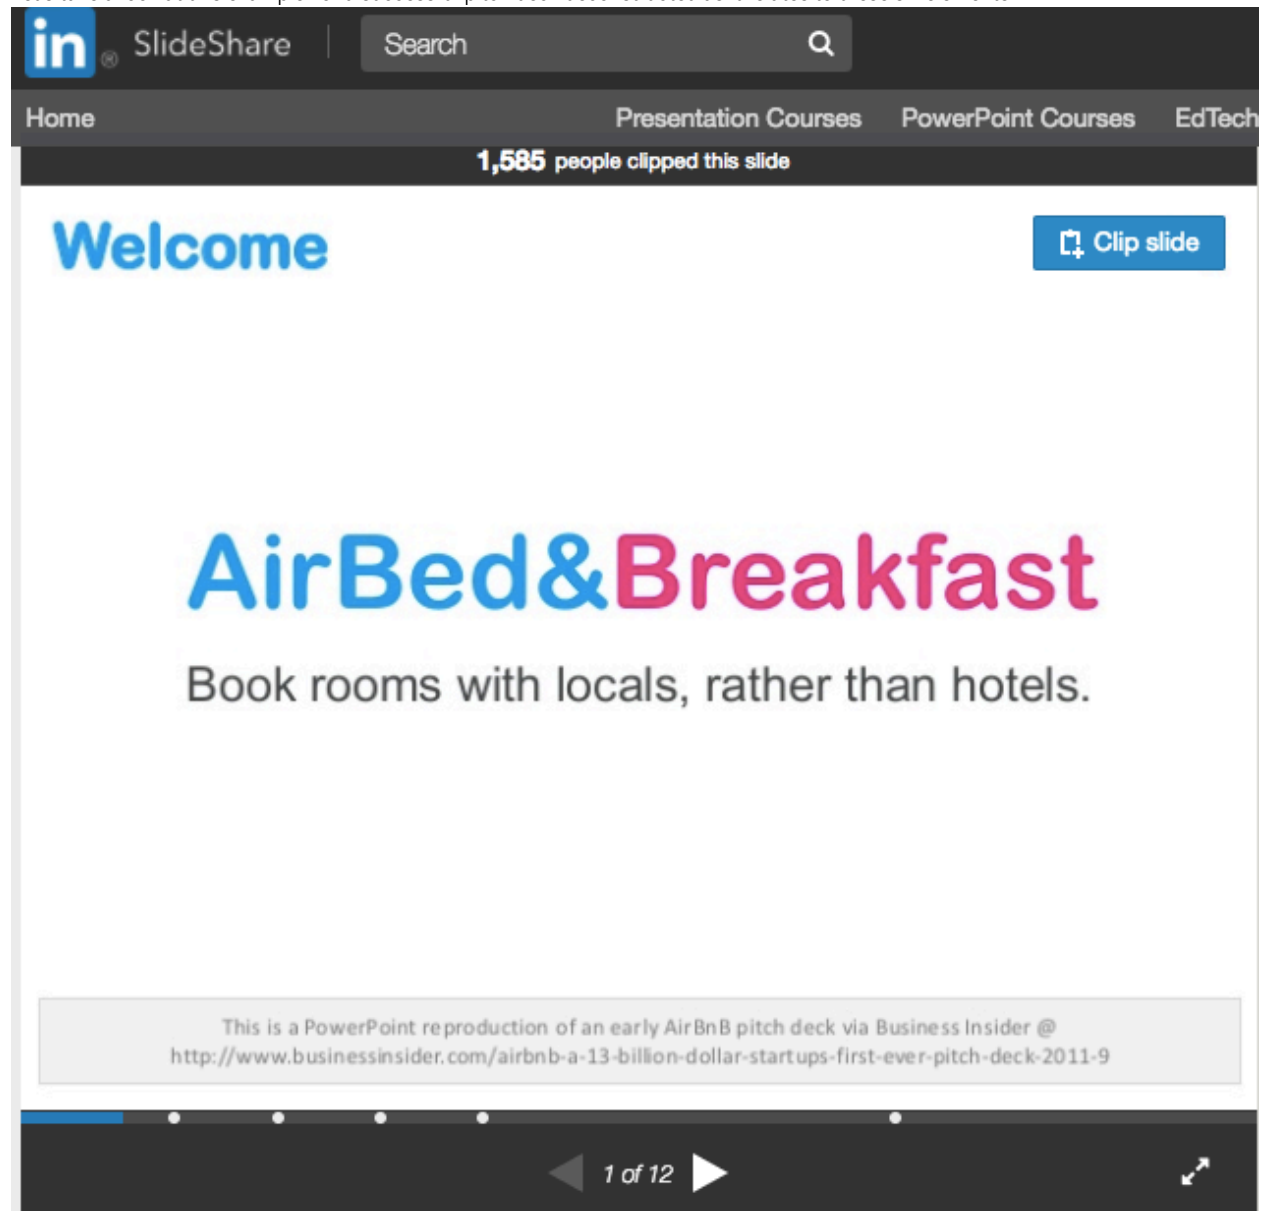 in ® SlideShare Search
Home Presentation Courses PowerPoint Courses EdTech
1,585 people clipped this slide
Welcome
Clip slide
AirBed&Breakfast
Book rooms with locals, rather than hotels.
This is a PowerPoint reproduction of an early AirBnB pitch deck via Business Insider @
http://www.businessinsider.com/airbnb-a-13-billion-dollar-startups-first-ever-pitch-deck-2011-9
1 of 12